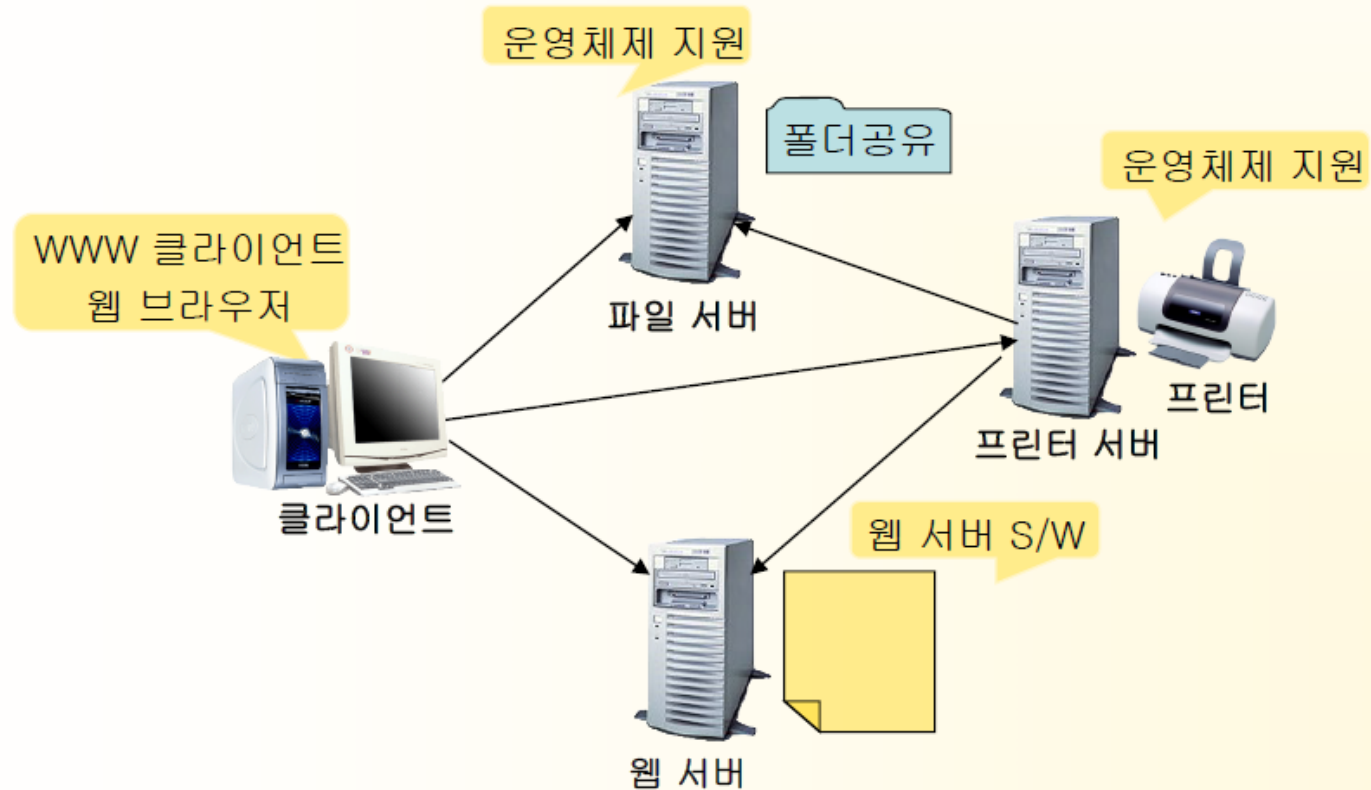 운영체제 지원
폴더공유
운영체제 지원
WWW 클라이언트
웹 브라우저
파일 서버
프린터
프린터 서버
클라이언트
웹 서버 S/W
웹 서버